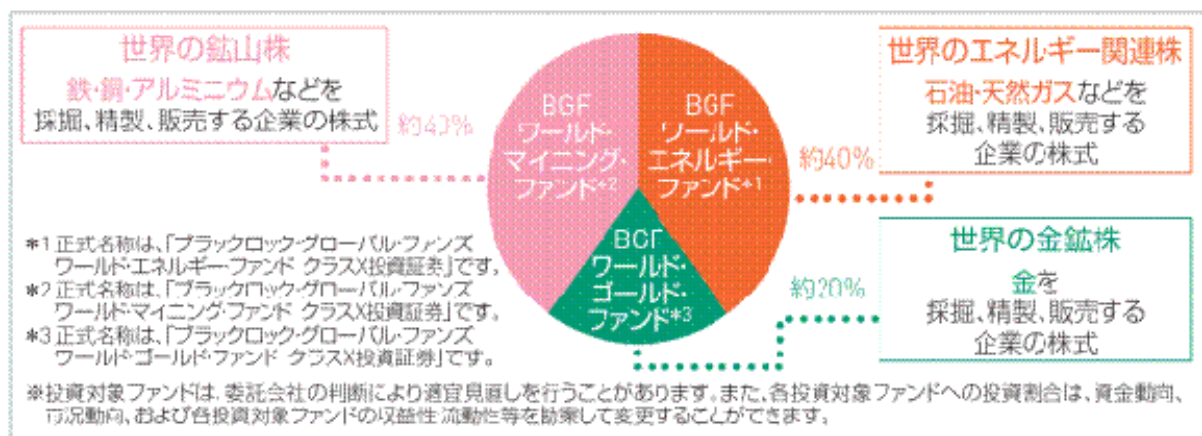 世界の鉱山株
鉄・銅・アルミニウムなどを
採掘、精製、販売する企業の株式
約40%
BGF
ワールド・
マイニング・
ファンド*2
BGF
ワールド・
エネルギー・
ファンド*1
世界のエネルギー関連株
石油・天然ガスなどを
採掘、精製、販売する
企業の株式
約40%
BGF
ワールド・
ゴールド・
ファンド*3
世界の金鉱株
金を
採掘、精製、販売する
企業の株式
約20%
*1 正式名称は、「ブラックロック・グローバル・ファンズ
ワールド・エネルギー・ファンド クラスX投資証券」です。
*2 正式名称は、「ブラックロック・グローバル・ファンズ
ワールド・マイニング・ファンド クラスX投資証券」です。
*3 正式名称は、「ブラックロック・グローバル・ファンズ
ワールド・ゴールド・ファンド クラスX投資証券」です。
※投資対象ファンドは、委託会社の判断により適宜見直しを行うことがあります。また、各投資対象ファンドへの投資割合は、資金動向、
市況動向、および各投資対象ファンドの収益性・流動性等を勘案して変更することができます。